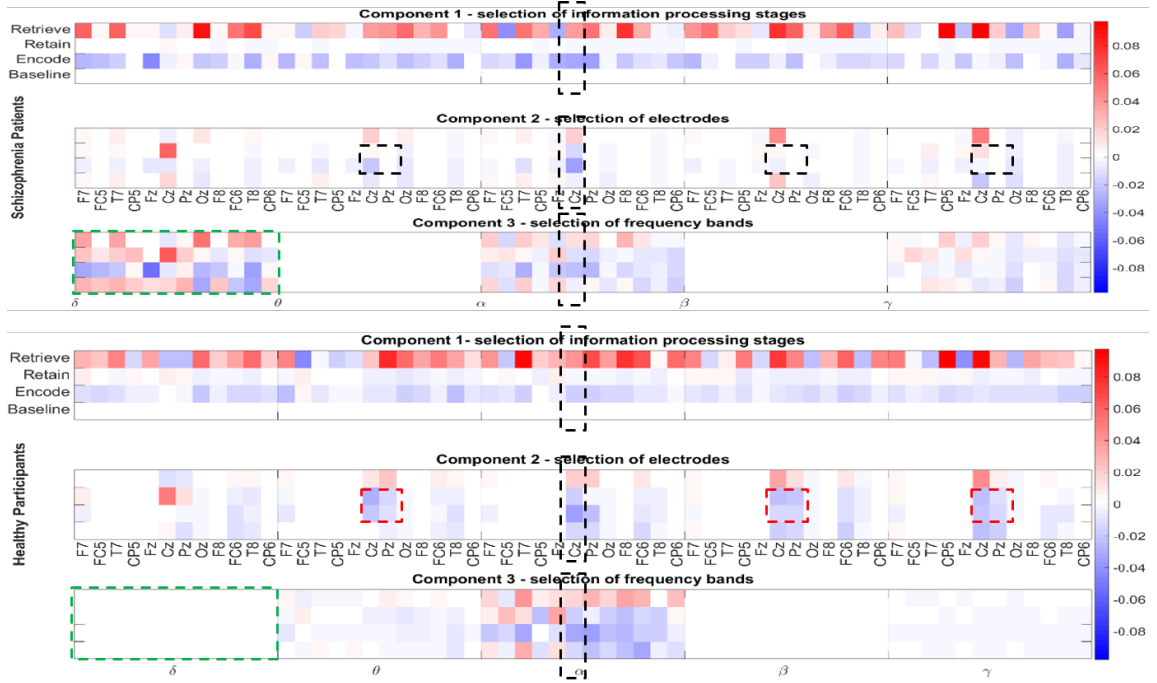 Component 1 - selection of information processing stages
Retrieve
Retain
Encode
Baseline
Component 2 - selection of electrodes
F7 FC5 T7 CP5 Fz Cz Pz Oz F8 FC6 T8 CP6 F7 FC5 T7 CP5 Fz Cz Pz Oz F8 FC6 T8 CP6 F7 FC5 T7 CP5 Fz Cz Pz Oz F8 FC6 T8 CP6 F7 FC5 T7 CP5 Fz Cz Pz Oz F8 FC6 T8 CP6 F7 FC5 T7 CP5 Fz Cz Pz Oz F8 FC6 T8 CP6
Component 3 - selection of frequency bands
δ θ α β γ
Schizophrenia Patients
0.08
0.06
0.04
0.02
0
-0.02
-0.04
-0.06
-0.08
Component 1- selection of information processing stages
Retrieve
Retain
Encode
Baseline
Component 2 - selection of electrodes
F7 FC5 T7 CP5 Fz Cz Pz Oz F8 FC6 T8 CP6 F7 FC5 T7 CP5 Fz Cz Pz Oz F8 FC6 T8 CP6 F7 FC5 T7 CP5 Fz Cz Pz Oz F8 FC6 T8 CP6 F7 FC5 T7 CP5 Fz Cz Pz Oz F8 FC6 T8 CP6 F7 FC5 T7 CP5 Fz Cz Pz Oz F8 FC6 T8 CP6
Component 3 - selection of frequency bands
δ θ α β γ
Healthy Participants
0.08
0.06
0.04
0.02
0
-0.02
-0.04
-0.06
-0.08